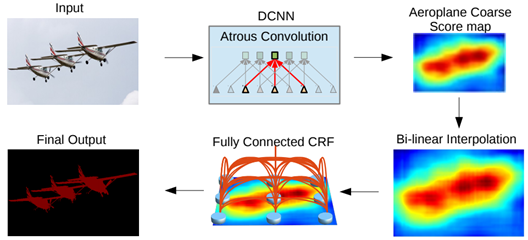 Input
DCNN
Atrous Convolution
Aeroplane Coarse
Score map
Final Output
Fully Connected CRF
Bi-linear Interpolation